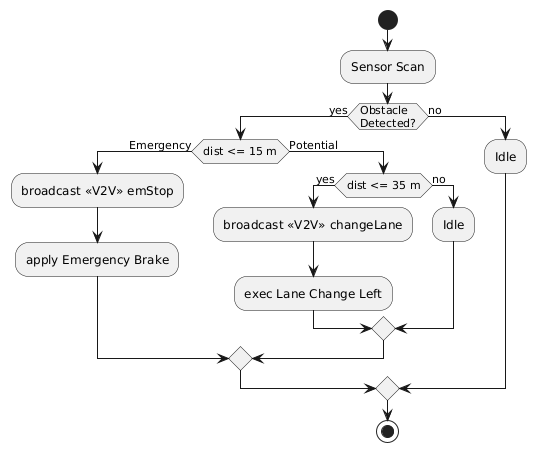 Sensor Scan
yes
Obstacle
Detected?
no
Emergency
dist <= 15 m
Potential
Idle
broadcast «V2V» emStop
yes
dist <= 35 m
no
broadcast «V2V» changeLane
Idle
apply Emergency Brake
exec Lane Change Left